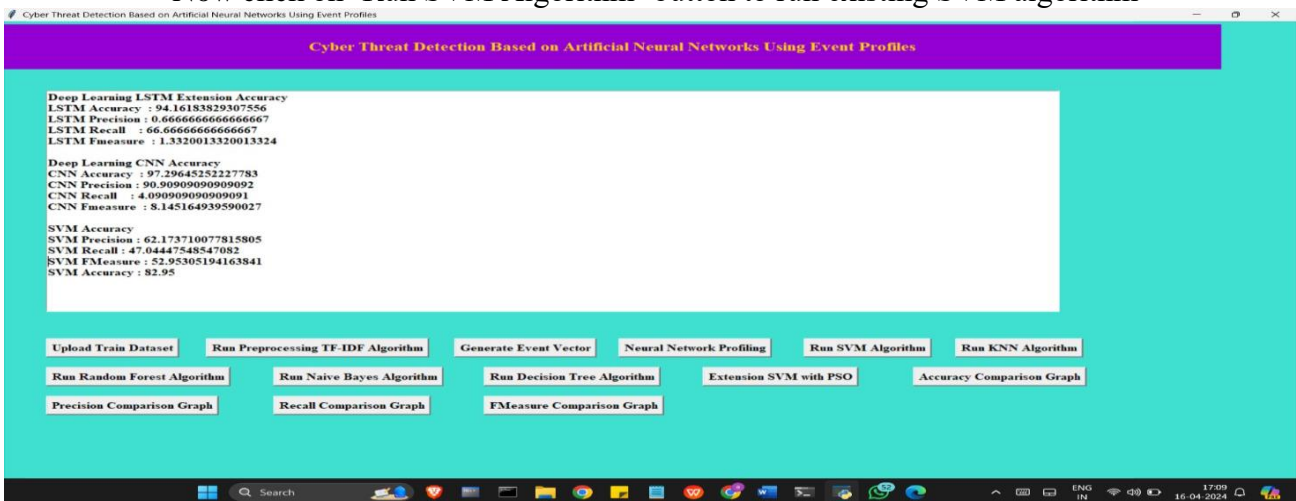 Now click on 'Run SVM Algorithm' button to run existing SVM algorithm
Cyber Threat Detection Based on Artificial Neural Networks Using Event Profiles
Cyber Threat Detection Based on Artificial Neural Networks Using Event Profiles
Deep Learning LSTM Extension Accuracy
LSTM Accuracy : 94.16183829307556
LSTM Precision : 0.6666666666666667
LSTM Recall : 66.66666666666667
LSTM Fmeasure : 1.3320013320013324
Deep Learning CNN Accuracy
CNN Accuracy : 97.29645252227783
CNN Precision : 90.90909090909092
CNN Recall : 4.090909090909091
CNN Fmeasure : 8.145164939590027
SVM Accuracy
SVM Precision : 62.173710077815805
SVM Recall : 47.04447548547082
SVM FMeasure : 52.95305194163841
SVM Accuracy : 82.95
Upload Train Dataset Run Preprocessing TF-IDF Algorithm Generate Event Vector Neural Network Profiling Run SVM Algorithm Run KNN Algorithm
Run Random Forest Algorithm Run Naive Bayes Algorithm Run Decision Tree Algorithm Extension SVM with PSO Accuracy Comparison Graph
Precision Comparison Graph Recall Comparison Graph FMeasure Comparison Graph
Search 52 ENG 17:09
IN 16-04-2024